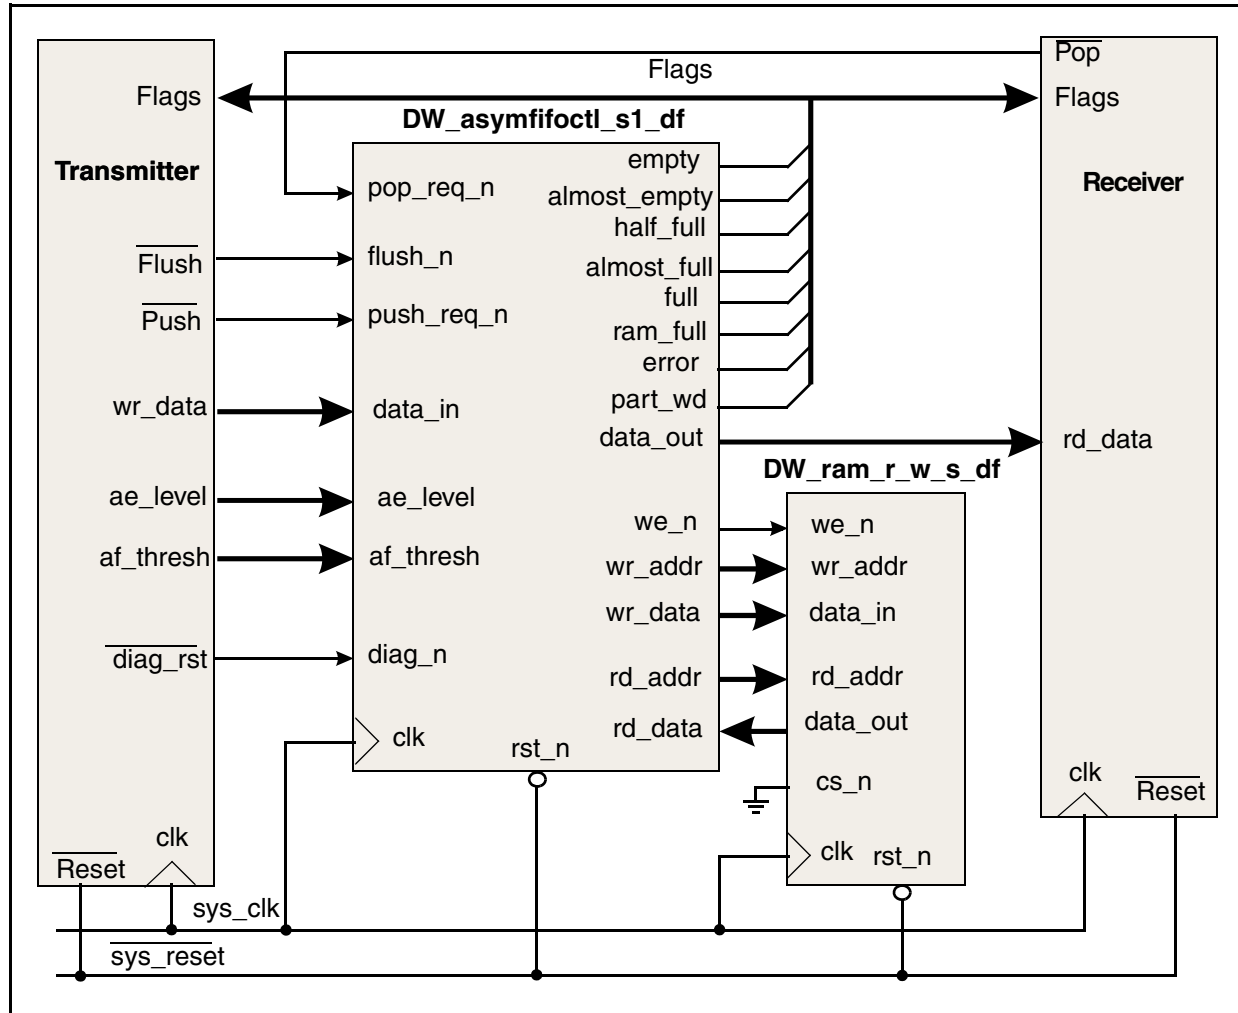 Pop
Flags
Flags
Flags
DW_asymfifoctl_s1_df
Transmitter
Receiver
Flush
Push
wr_data
ae_level
af_thresh
diag_rst
clk
Reset
pop_req_n
flush_n
push_req_n
data_in
ae_level
af_thresh
diag_n
clk
rst_n
empty
almost_empty
half_full
almost_full
full
ram_full
error
part_wd
data_out
we_n
wr_addr
wr_data
rd_addr
rd_data
rd_data
DW_ram_r_w_s_df
we_n
wr_addr
data_in
rd_addr
data_out
cs_n
clk
rst_n
clk
Reset
sys_clk
sys_reset